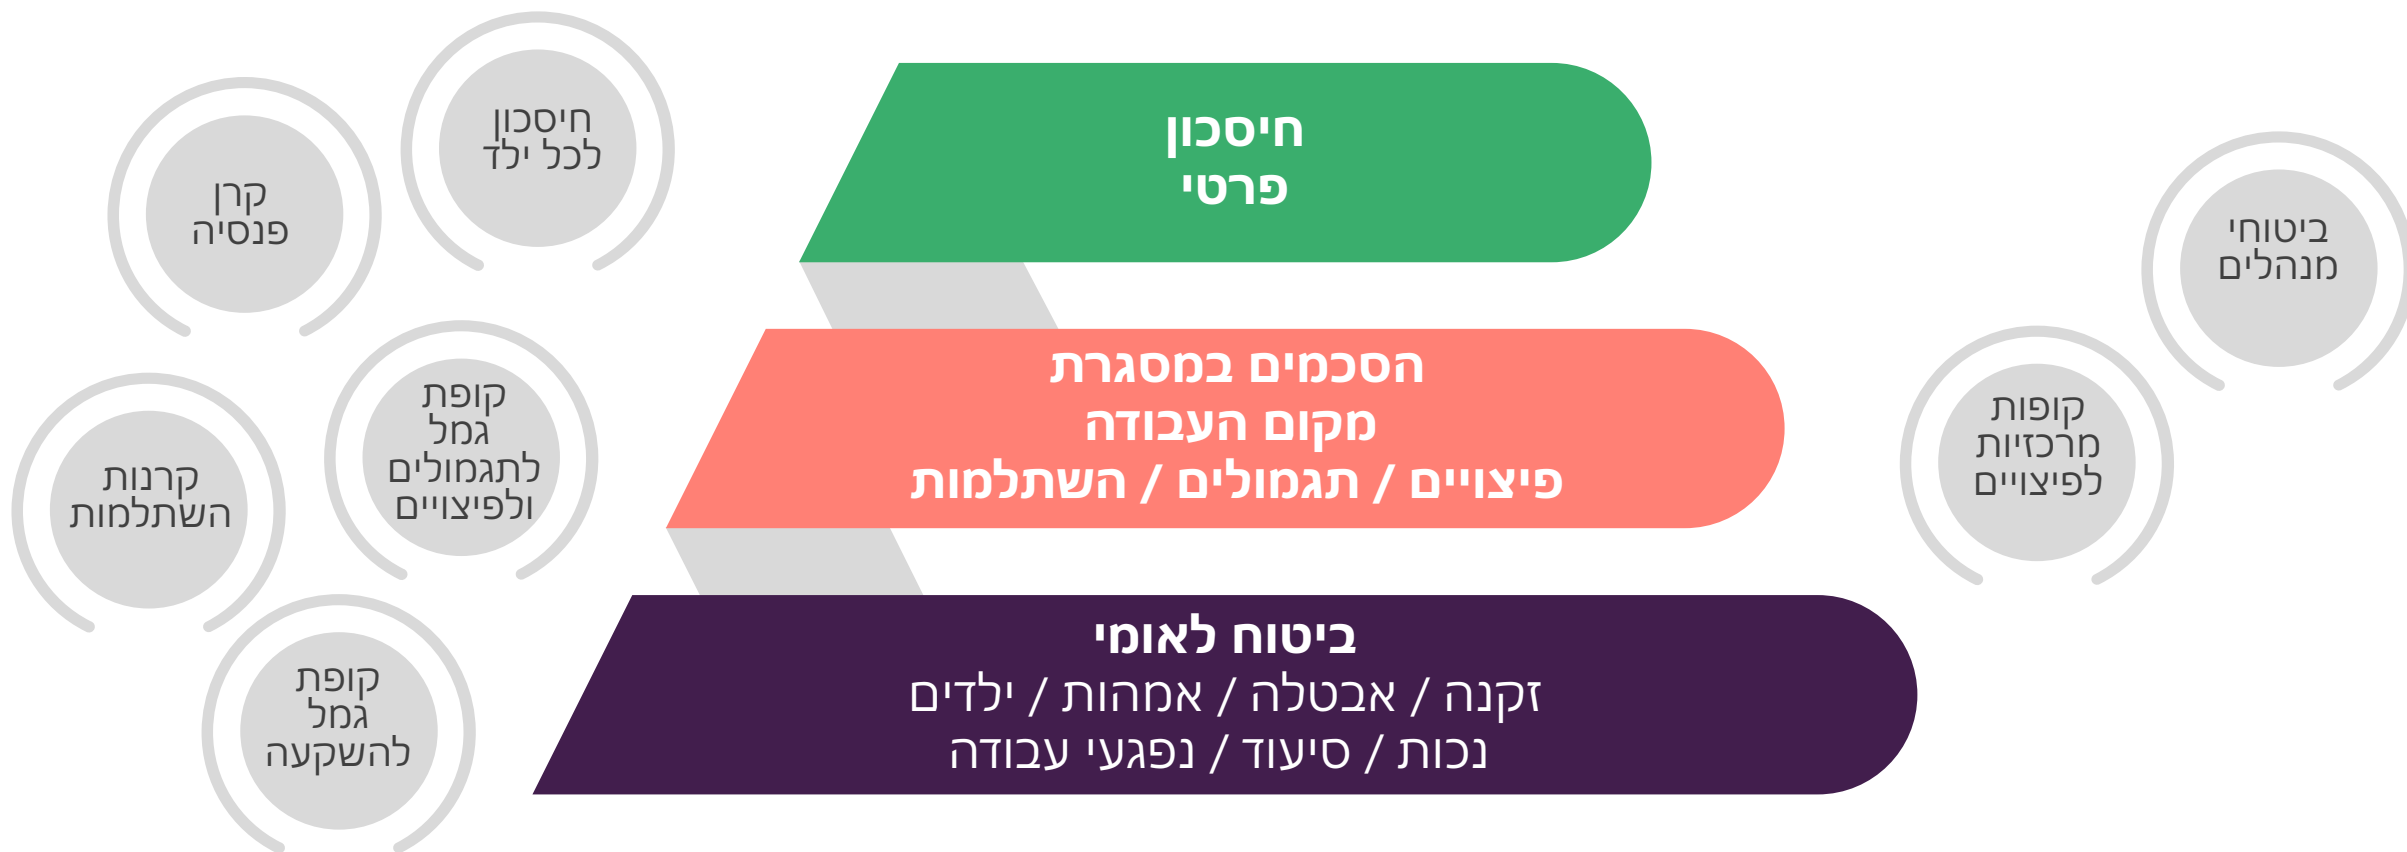 חיסכון
פרטי
הסכמים במסגרת
מקום העבודה
פיצויים / תגמולים / השתלמות
ביטוח לאומי
זקנה / אבטלה / אמהות / ילדים
נכות / סיעוד / נפגעי עבודה
ביטוחי
מנהלים
קופות
מרכזיות
לפיצויים
חיסכון
לכל ילד
קרן
פנסיה
קופת
גמל
לתגמולים
ולפיצויים
קרנות
השתלמות
קופת
גמל
להשקעה